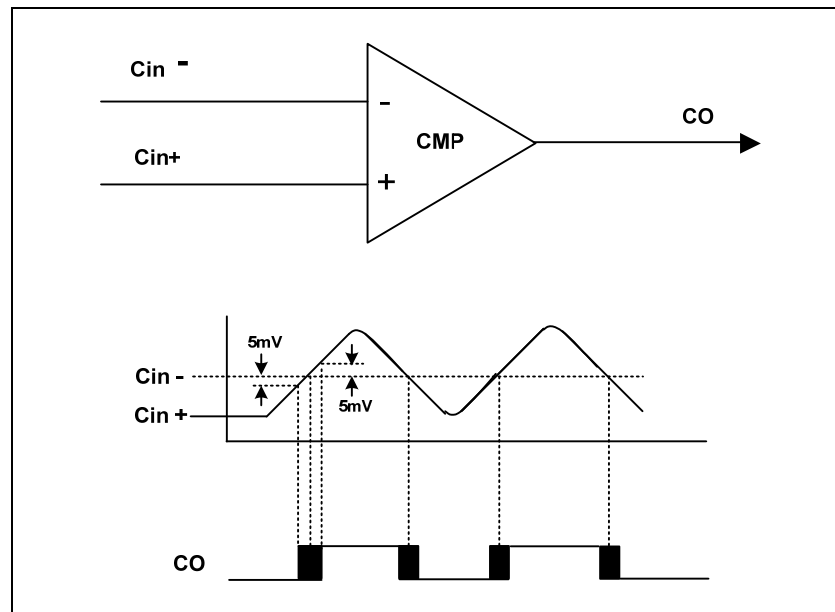 Cin -
-
CMP
CO
Cin+
+
5mV
Cin -
5mV
Cin +
CO